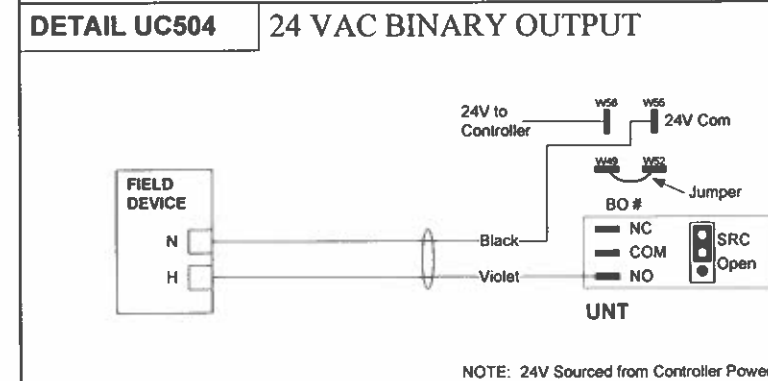 DETAIL UC504
24 VAC BINARY OUTPUT
24V to
Controller
W56
W55
24V Com
W49
W52
Jumper
BO #
FIELD
DEVICE
N
H
Black
Violet
NC
COM
NO
SRC
Open
UNT
NOTE: 24V Sourced from Controller Power